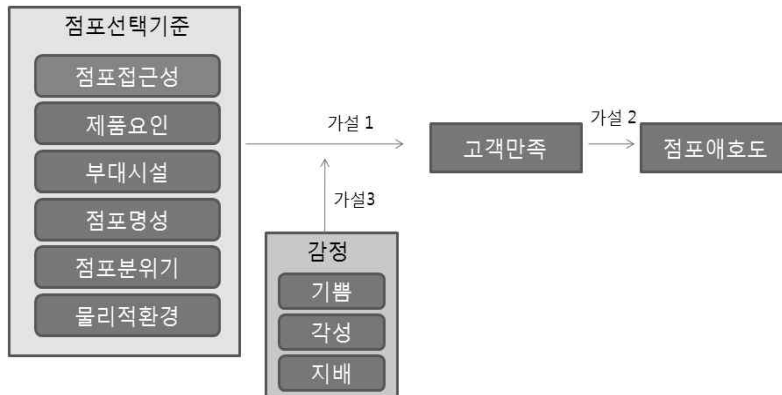 점포선택기준
점포접근성
제품요인
부대시설
점포명성
점포분위기
물리적환경
가설 1
고객만족
가설 2
점포애호도
가설3
감정
기쁨
각성
지배